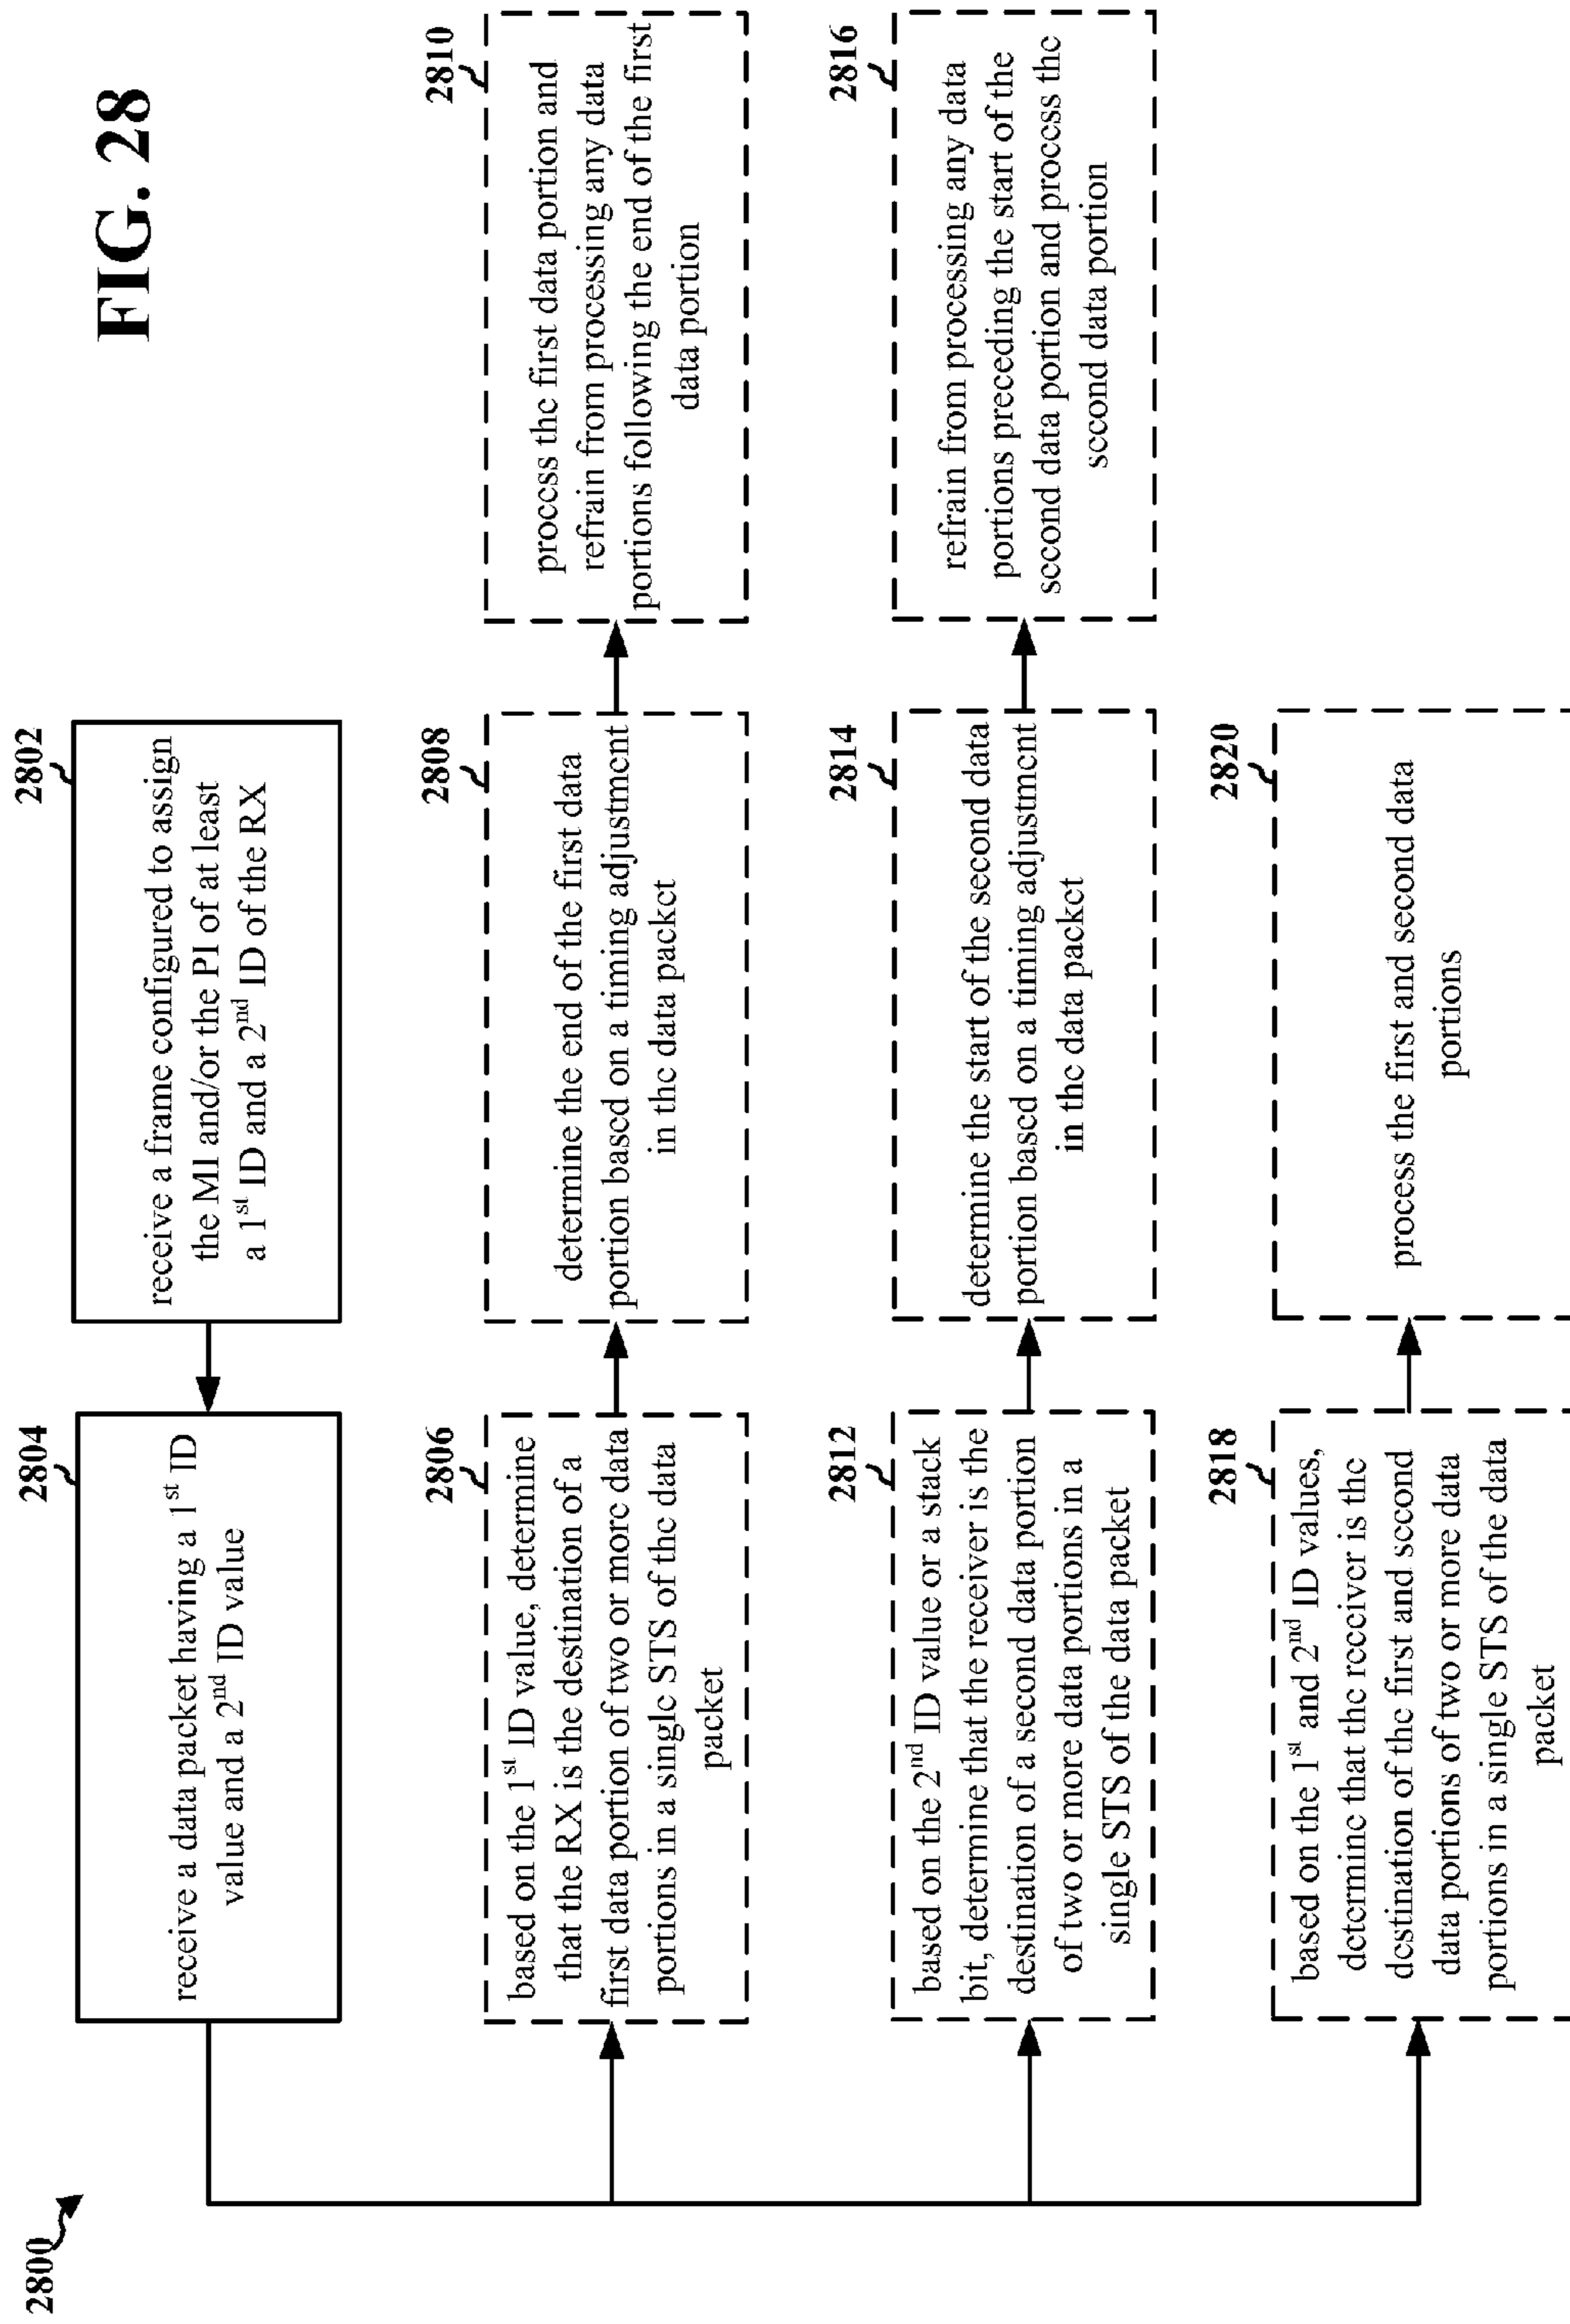 FIG. 28
2800
2802
receive a frame configured to assign
the MI and/or the PI of at least
a 1st ID and a 2nd ID of the RX
2804
receive a data packet having a 1st ID
value and a 2nd ID value
2806
based on the 1st ID value, determine
that the RX is the destination of a
first data portion of two or more data
portions in a single STS of the data
packet
2808
determine the end of the first data
portion based on a timing adjustment
in the data packet
2810
process the first data portion and
refrain from processing any data
portions following the end of the first
data portion
2812
based on the 2nd ID value or a stack
bit, determine that the receiver is the
destination of a second data portion
of two or more data portions in a
single STS of the data packet
2814
determine the start of the second data
portion based on a timing adjustment
in the data packet
2816
refrain from processing any data
portions preceding the start of the
second data portion and process the
second data portion
2818
based on the 1st and 2nd ID values,
determine that the receiver is the
destination of the first and second
data portions of two or more data
portions in a single STS of the data
packet
2820
process the first and second data
portions